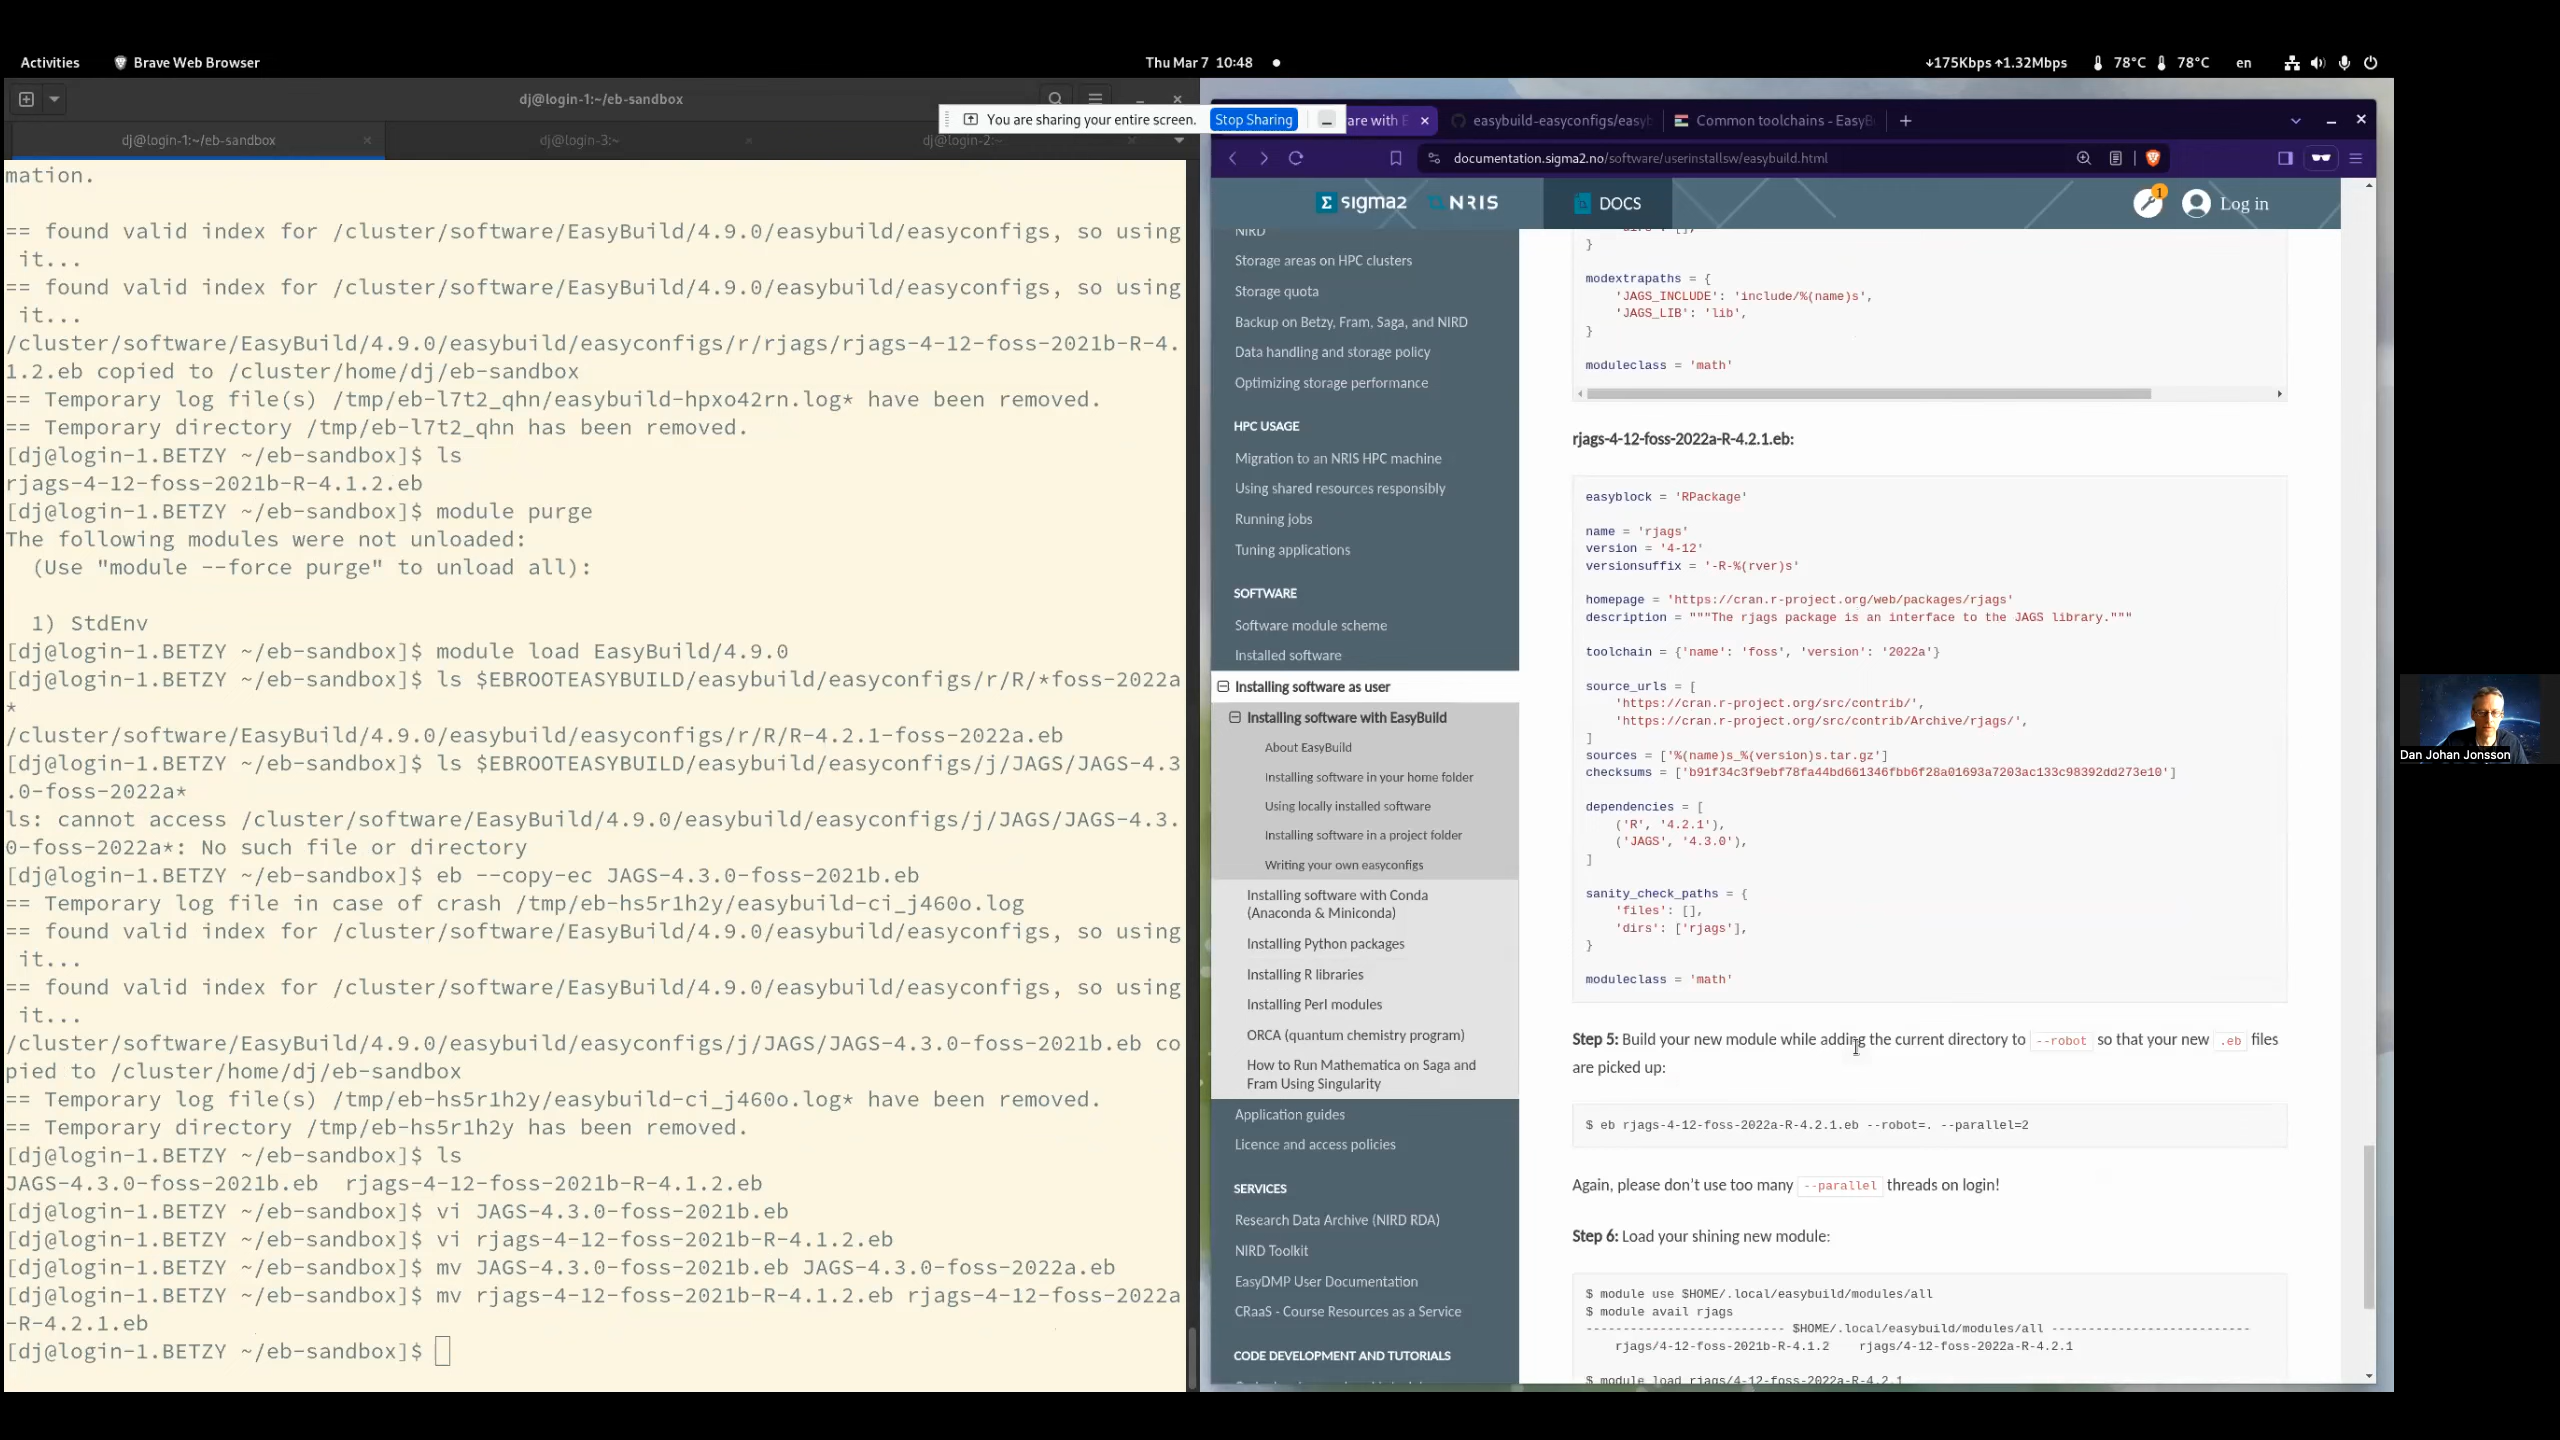 Activities
Brave Web Browser
Thu Mar 7 10:48
↓175Kbps ↑1.32Mbps
78°C
78°C
en
dj@login-1:~/eb-sandbox
You are sharing your entire screen.
Stop Sharing
dj@login-1:~/eb-sandbox
dj@login-3:~
dj@login-2:~
mation.
== found valid index for /cluster/software/EasyBuild/4.9.0/easybuild/easyconfigs, so using
it...
== found valid index for /cluster/software/EasyBuild/4.9.0/easybuild/easyconfigs, so using
it...
/cluster/software/EasyBuild/4.9.0/easybuild/easyconfigs/r/rjags/rjags-4-12-foss-2021b-R-4.
1.2.eb copied to /cluster/home/dj/eb-sandbox
== Temporary log file(s) /tmp/eb-l7t2_qhn/easybuild-hpxo42rn.log* have been removed.
== Temporary directory /tmp/eb-l7t2_qhn has been removed.
[dj@login-1.BETZY ~/eb-sandbox]$ ls
rjags-4-12-foss-2021b-R-4.1.2.eb
[dj@login-1.BETZY ~/eb-sandbox]$ module purge
The following modules were not unloaded:
(Use "module --force purge" to unload all):
1) StdEnv
[dj@login-1.BETZY ~/eb-sandbox]$ module load EasyBuild/4.9.0
[dj@login-1.BETZY ~/eb-sandbox]$ ls $EBROOTEASYBUILD/easybuild/easyconfigs/r/R/*foss-2022a
*
/cluster/software/EasyBuild/4.9.0/easybuild/easyconfigs/r/R/R-4.2.1-foss-2022a.eb
[dj@login-1.BETZY ~/eb-sandbox]$ ls $EBROOTEASYBUILD/easybuild/easyconfigs/j/JAGS/JAGS-4.3
.0-foss-2022a*
ls: cannot access /cluster/software/EasyBuild/4.9.0/easybuild/easyconfigs/j/JAGS/JAGS-4.3.
0-foss-2022a*: No such file or directory
[dj@login-1.BETZY ~/eb-sandbox]$ eb --copy-ec JAGS-4.3.0-foss-2021b.eb
== Temporary log file in case of crash /tmp/eb-hs5r1h2y/easybuild-ci_j460o.log
== found valid index for /cluster/software/EasyBuild/4.9.0/easybuild/easyconfigs, so using
it...
== found valid index for /cluster/software/EasyBuild/4.9.0/easybuild/easyconfigs, so using
it...
/cluster/software/EasyBuild/4.9.0/easybuild/easyconfigs/j/JAGS/JAGS-4.3.0-foss-2021b.eb co
pied to /cluster/home/dj/eb-sandbox
== Temporary log file(s) /tmp/eb-hs5r1h2y/easybuild-ci_j460o.log* have been removed.
== Temporary directory /tmp/eb-hs5r1h2y has been removed.
[dj@login-1.BETZY ~/eb-sandbox]$ ls
JAGS-4.3.0-foss-2021b.eb  rjags-4-12-foss-2021b-R-4.1.2.eb
[dj@login-1.BETZY ~/eb-sandbox]$ vi JAGS-4.3.0-foss-2021b.eb
[dj@login-1.BETZY ~/eb-sandbox]$ vi rjags-4-12-foss-2021b-R-4.1.2.eb
[dj@login-1.BETZY ~/eb-sandbox]$ mv JAGS-4.3.0-foss-2021b.eb JAGS-4.3.0-foss-2022a.eb
[dj@login-1.BETZY ~/eb-sandbox]$ mv rjags-4-12-foss-2021b-R-4.1.2.eb rjags-4-12-foss-2022a
-R-4.2.1.eb
[dj@login-1.BETZY ~/eb-sandbox]$
are with E
easybuild-easyconfigs/easyb
Common toolchains - EasyB
documentation.sigma2.no/software/userinstallsw/easybuild.html
Σ sigma2
NRIS
DOCS
1
Log in
NIRD
Storage areas on HPC clusters
Storage quota
Backup on Betzy, Fram, Saga, and NIRD
Data handling and storage policy
Optimizing storage performance
HPC USAGE
Migration to an NRIS HPC machine
Using shared resources responsibly
Running jobs
Tuning applications
SOFTWARE
Software module scheme
Installed software
Installing software as user
Installing software with EasyBuild
About EasyBuild
Installing software in your home folder
Using locally installed software
Installing software in a project folder
Writing your own easyconfigs
Installing software with Conda
(Anaconda & Miniconda)
Installing Python packages
Installing R libraries
Installing Perl modules
ORCA (quantum chemistry program)
How to Run Mathematica on Saga and
Fram Using Singularity
Application guides
Licence and access policies
SERVICES
Research Data Archive (NIRD RDA)
NIRD Toolkit
EasyDMP User Documentation
CRaaS - Course Resources as a Service
CODE DEVELOPMENT AND TUTORIALS
}
modextrapaths = {
'JAGS_INCLUDE': 'include/%(name)s',
'JAGS_LIB': 'lib',
}
moduleclass = 'math'
rjags-4-12-foss-2022a-R-4.2.1.eb:
easyblock = 'RPackage'
name = 'rjags'
version = '4-12'
versionsuffix = '-R-%(rver)s'
homepage = 'https://cran.r-project.org/web/packages/rjags'
description = """The rjags package is an interface to the JAGS library."""
toolchain = {'name': 'foss', 'version': '2022a'}
source_urls = [
'https://cran.r-project.org/src/contrib/',
'https://cran.r-project.org/src/contrib/Archive/rjags/',
]
sources = ['%(name)s_%(version)s.tar.gz']
checksums = ['b91f34c3f9ebf78fa44bd661346fbb6f28a01693a7203ac133c98392dd273e10']
dependencies = [
('R', '4.2.1'),
('JAGS', '4.3.0'),
]
sanity_check_paths = {
'files': [],
'dirs': ['rjags'],
}
moduleclass = 'math'
Step 5: Build your new module while adding the current directory to --robot so that your new .eb files
are picked up:
$ eb rjags-4-12-foss-2022a-R-4.2.1.eb --robot=. --parallel=2
Again, please don't use too many --parallel threads on login!
Step 6: Load your shining new module:
$ module use $HOME/.local/easybuild/modules/all
$ module avail rjags
-------------------------- $HOME/.local/easybuild/modules/all --------------------------
rjags/4-12-foss-2021b-R-4.1.2    rjags/4-12-foss-2022a-R-4.2.1
$ module load rjags/4-12-foss-2022a-R-4.2.1
Dan Johan Jonsson